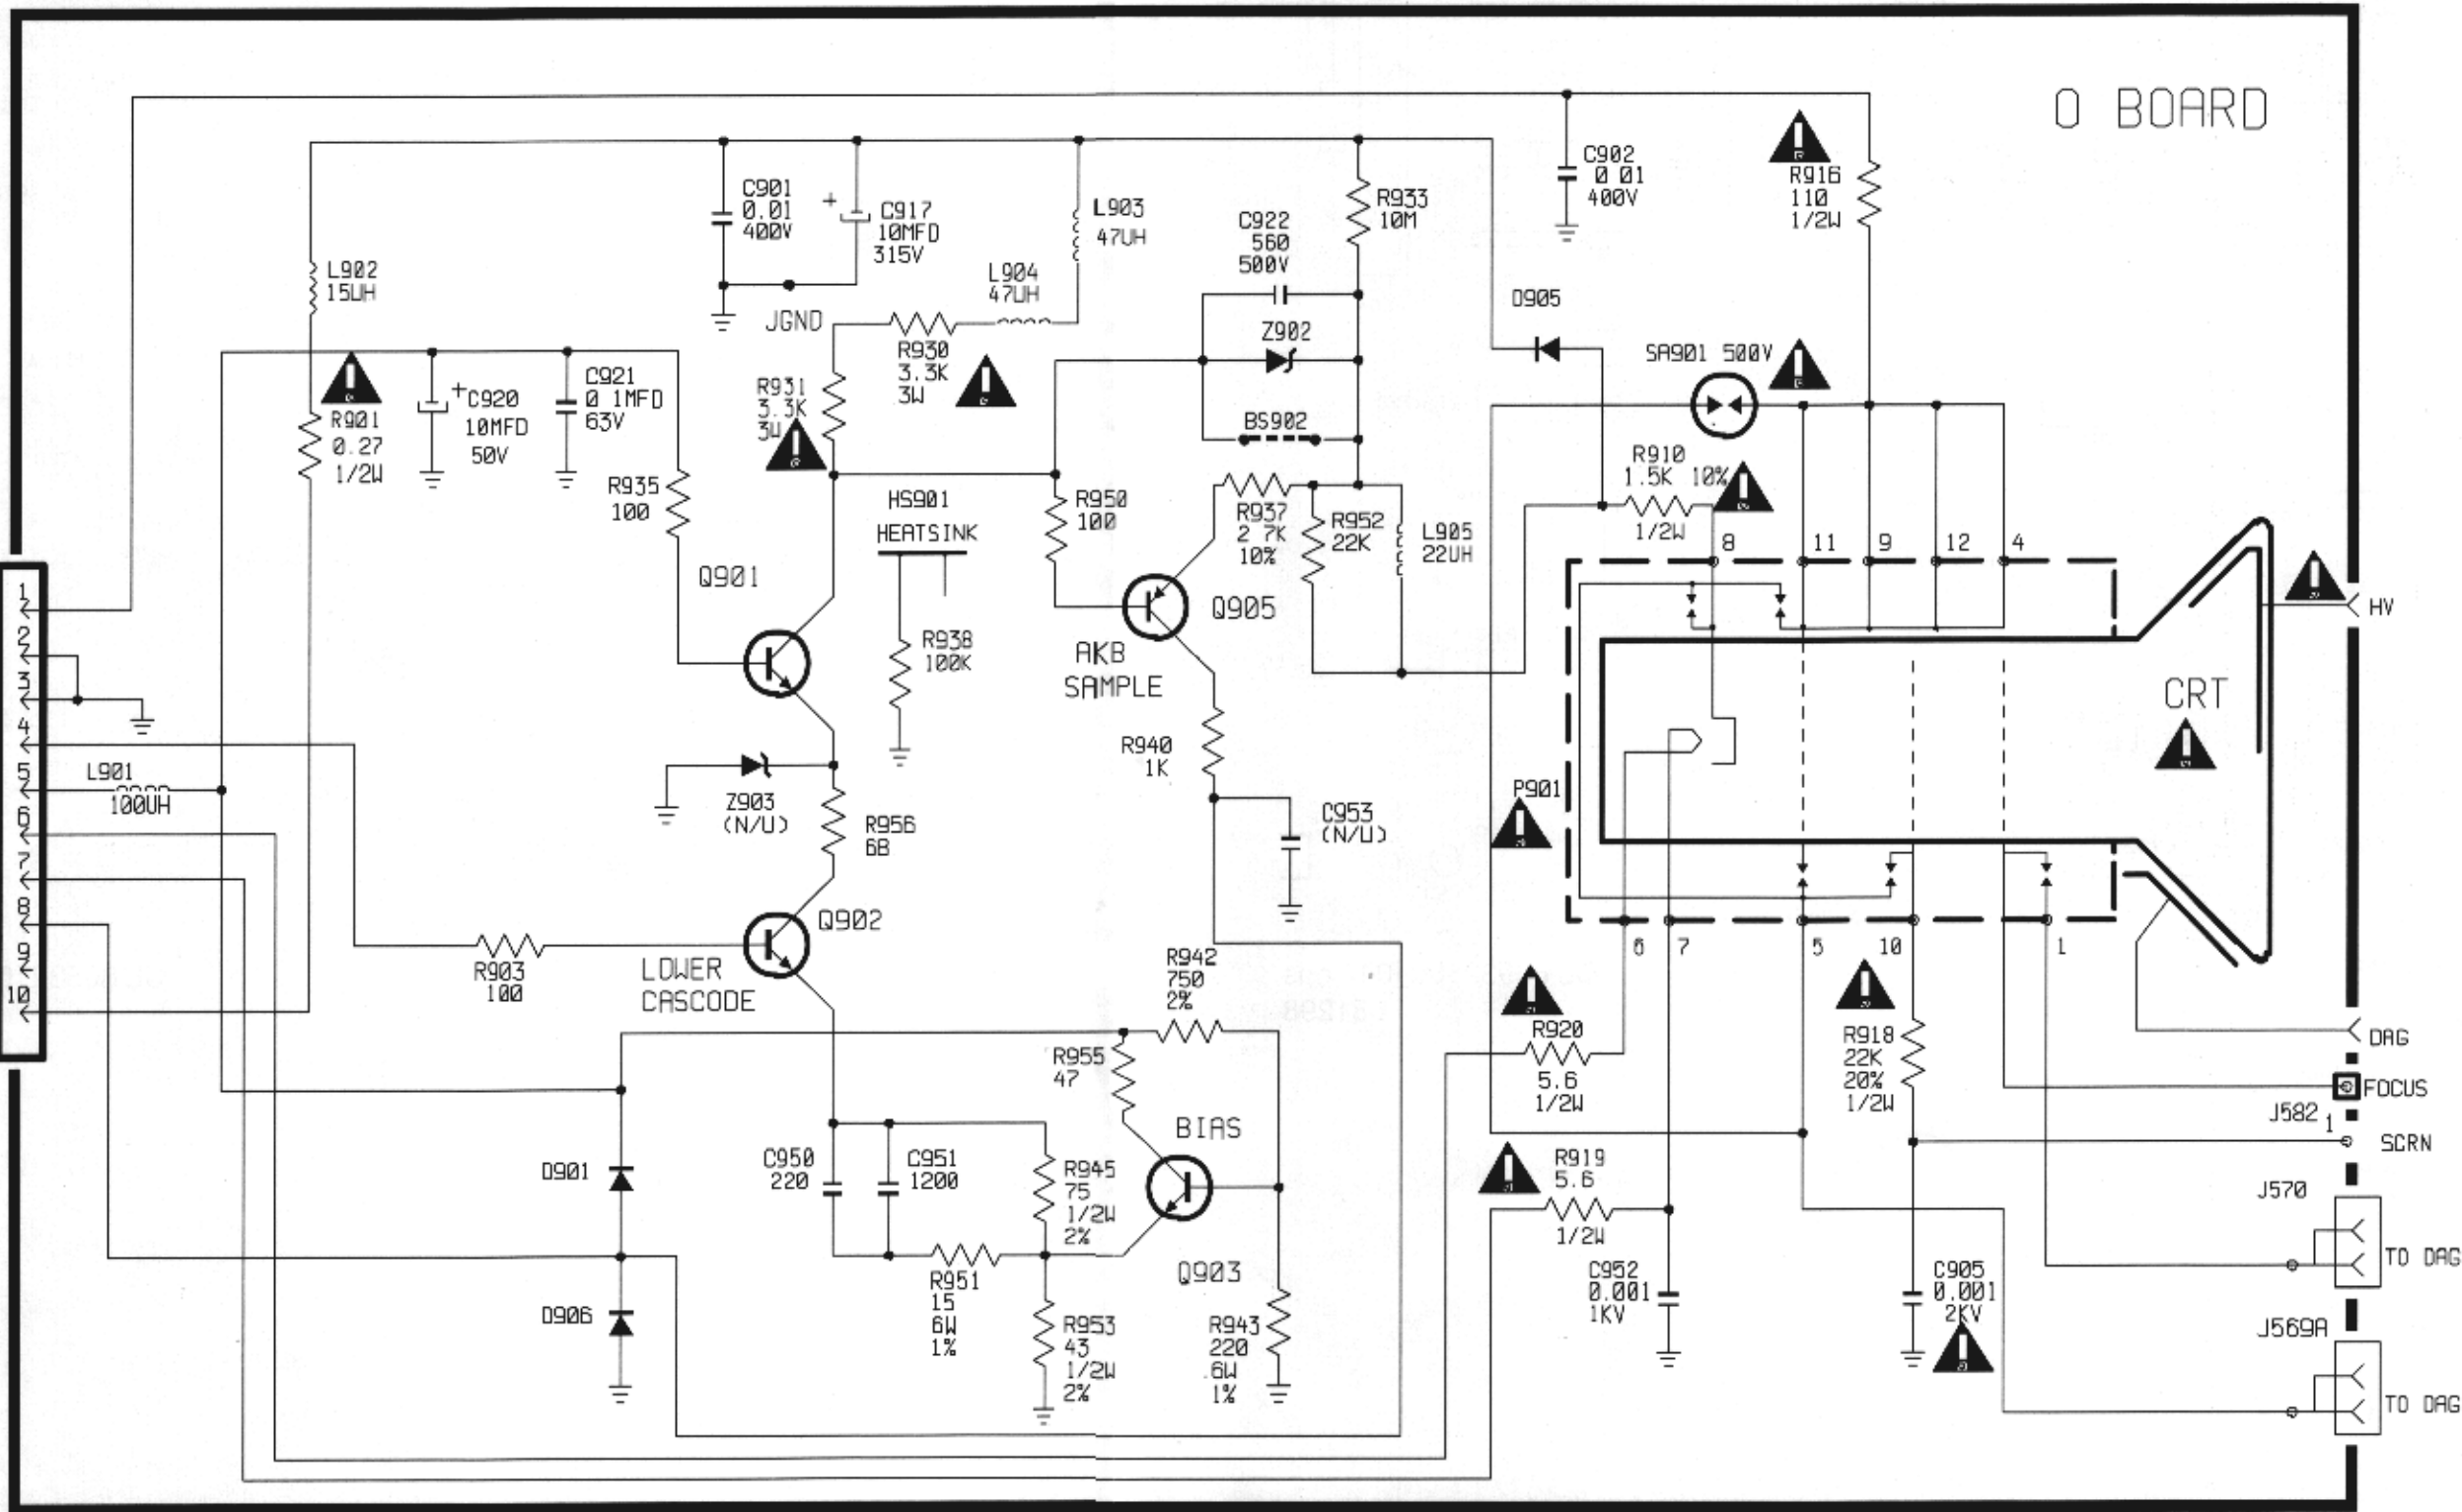 O BOARD
C901
0.01
400V
+
C917
10MFD
315V
L903
47UH
C922
560
500V
R933
10M
C902
0 01
400V
R916
110
1/2W
L902
15UH
JGND
L904
47UH
R930
3.3K
3W
Z902
D905
SA901 500V
R901
0.27
1/2W
+
C920
10MFD
50V
C921
0 1MFD
63V
R931
3.3K
3W
BS902
R935
100
HS901
HEATSINK
R950
100
R937
2 7K
10%
R952
22K
L905
22UH
R910
1.5K 10%
1/2W
8 11 9 12 4
HV
Q901
R938
100K
Q905
AKB
SAMPLE
CRT
1
2
3
4
5
6
7
8
9
10
L901
100UH
Z903
(N/U)
R956
68
R940
1K
C953
(N/U)
P901
Q902
LOWER
CASCODE
R903
100
R942
750
2%
6 7 5 10 1
R920
5.6
1/2W
R918
22K
20%
1/2W
DAG
FOCUS
J582
1
SCRN
R955
47
BIAS
C950
220
C951
1200
R945
75
1/2W
2%
Q903
R919
5.6
1/2W
J570
TO DAG
D901
D906
R951
15
6W
1%
R953
43
1/2W
2%
R943
220
.6W
1%
C952
0.001
1KV
C905
0.001
2KV
J569A
TO DAG